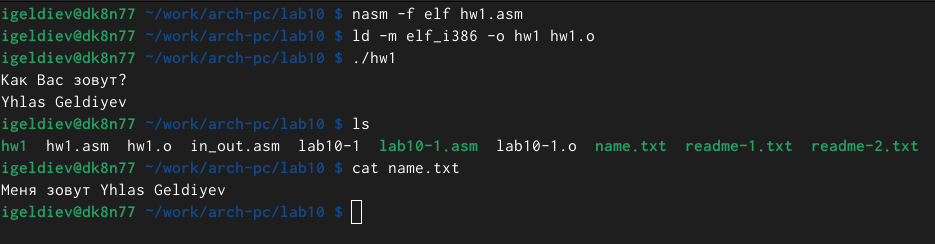 igeldiev@dk8n77 ~/work/arch-pc/lab10 $ nasm -f elf hw1.asm
igeldiev@dk8n77 ~/work/arch-pc/lab10 $ ld -m elf_i386 -o hw1 hw1.o
igeldiev@dk8n77 ~/work/arch-pc/lab10 $ ./hw1
Как Вас зовут?
Yhlas Geldiyev
igeldiev@dk8n77 ~/work/arch-pc/lab10 $ ls
hw1 hw1.asm hw1.o in_out.asm lab10-1 lab10-1.asm lab10-1.o name.txt readme-1.txt readme-2.txt
igeldiev@dk8n77 ~/work/arch-pc/lab10 $ cat name.txt
Меня зовут Yhlas Geldiyev
igeldiev@dk8n77 ~/work/arch-pc/lab10 $